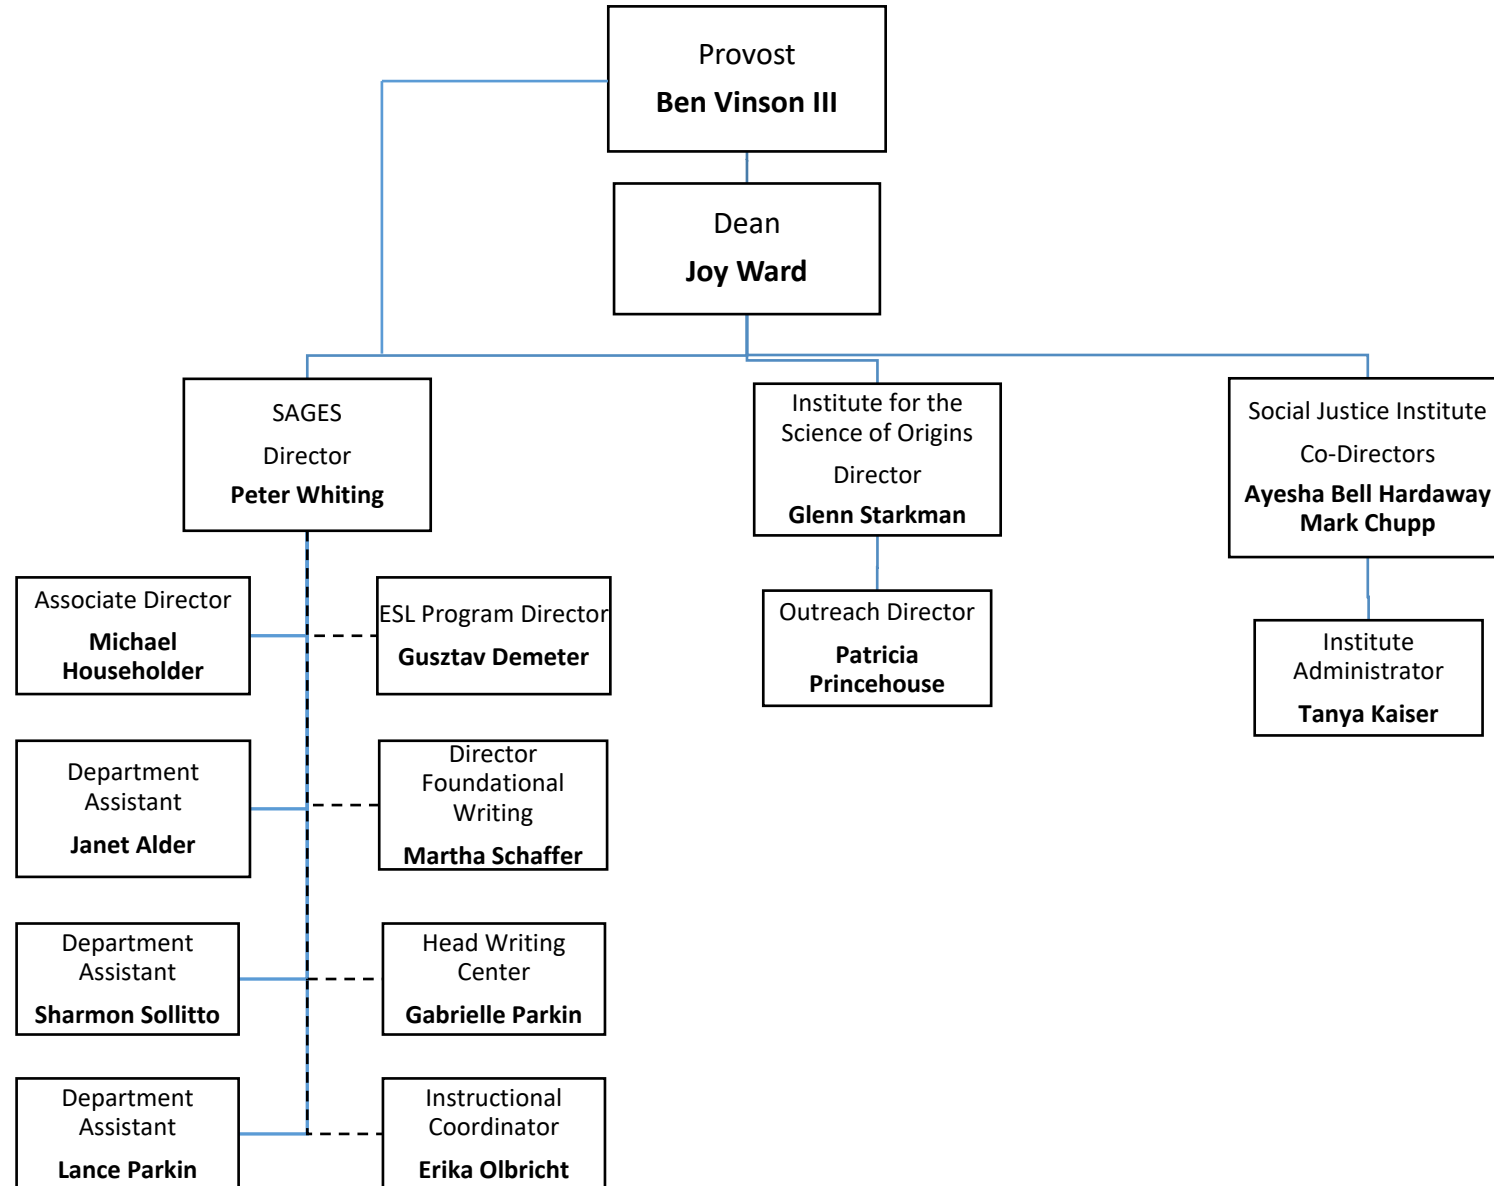 Provost
Ben Vinson III
Dean
Joy Ward
SAGES
Director
Peter Whiting
Institute for the
Science of Origins
Director
Glenn Starkman
Social Justice Institute
Co-Directors
Ayesha Bell Hardaway
Mark Chupp
Associate Director
Michael
Householder
ESL Program Director
Gusztav Demeter
Outreach Director
Patricia
Princehouse
Institute
Administrator
Tanya Kaiser
Department
Assistant
Janet Alder
Director
Foundational
Writing
Martha Schaffer
Department
Assistant
Sharmon Sollitto
Head Writing
Center
Gabrielle Parkin
Department
Assistant
Lance Parkin
Instructional
Coordinator
Erika Olbricht